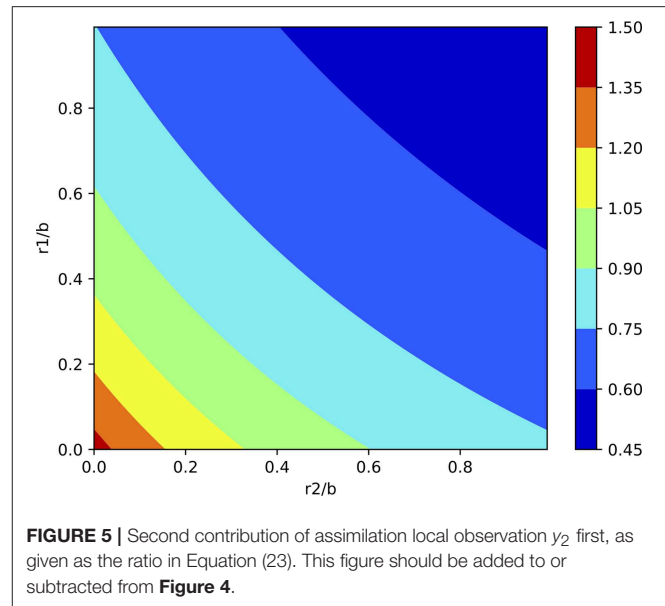 0.8
0.6
0.4
0.2
0.0
r1/b
0.0 0.2 0.4 0.6 0.8
r2/b
1.50
1.35
1.20
1.05
0.90
0.75
0.60
0.45
FIGURE 5 | Second contribution of assimilation local observation y₂ first, as
given as the ratio in Equation (23). This figure should be added to or
subtracted from Figure 4.